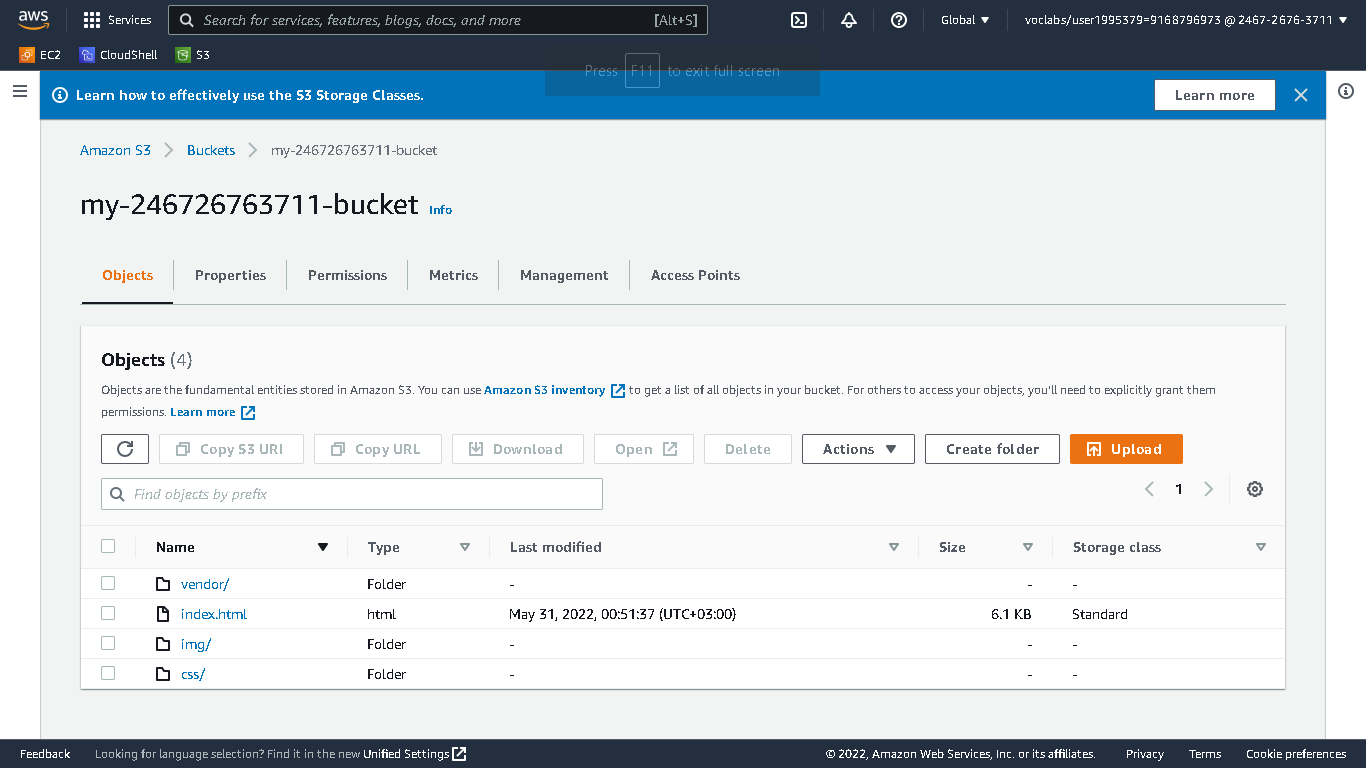 aws Services Search for services, features, blogs, docs, and more [Alt+S] Global voclabs/user1995379=9168796973 @ 2467-2676-3711
EC2 CloudShell S3
Press F11 to exit full screen
Learn how to effectively use the S3 Storage Classes. Learn more
Amazon S3 Buckets my-246726763711-bucket
my-246726763711-bucket Info
Objects Properties Permissions Metrics Management Access Points
Objects (4)
Objects are the fundamental entities stored in Amazon S3. You can use Amazon S3 inventory to get a list of all objects in your bucket. For others to access your objects, you'll need to explicitly grant them
permissions. Learn more
Copy S3 URI Copy URL Download Open Delete Actions Create folder Upload
Find objects by prefix 1
Name Type Last modified Size Storage class
vendor/ Folder - - -
index.html html May 31, 2022, 00:51:37 (UTC+03:00) 6.1 KB Standard
img/ Folder - - -
css/ Folder - - -
Feedback Looking for language selection? Find it in the new Unified Settings © 2022, Amazon Web Services, Inc. or its affiliates. Privacy Terms Cookie preferences